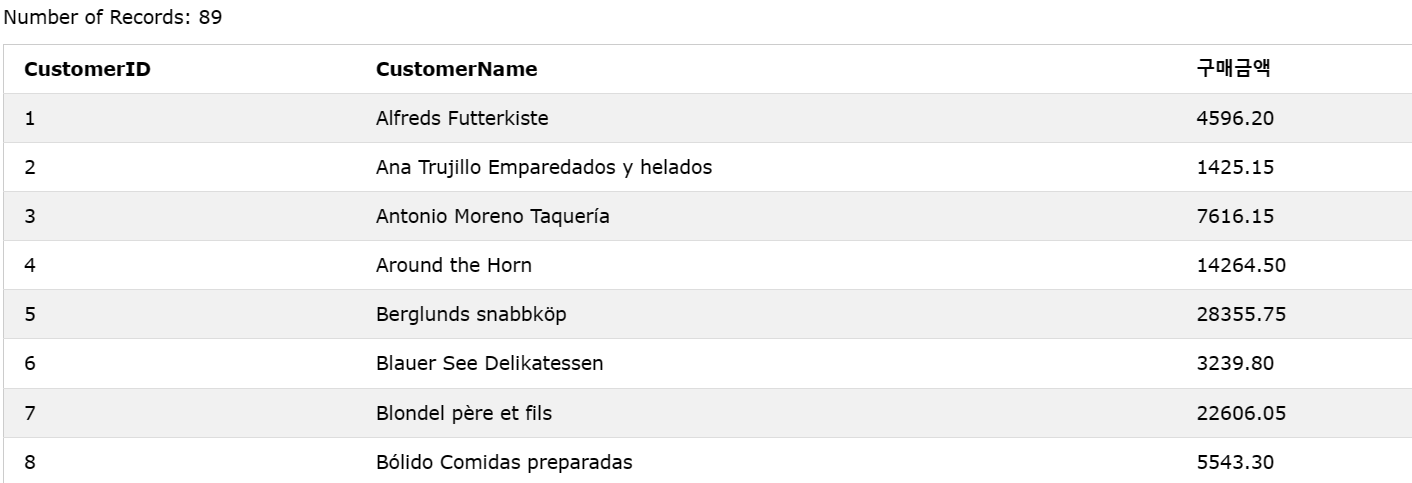 Number of Records: 89
CustomerID CustomerName 구매금액
1 Alfreds Futterkiste 4596.20
2 Ana Trujillo Emparedados y helados 1425.15
3 Antonio Moreno Taquería 7616.15
4 Around the Horn 14264.50
5 Berglunds snabbköp 28355.75
6 Blauer See Delikatessen 3239.80
7 Blondel père et fils 22606.05
8 Bólido Comidas preparadas 5543.30